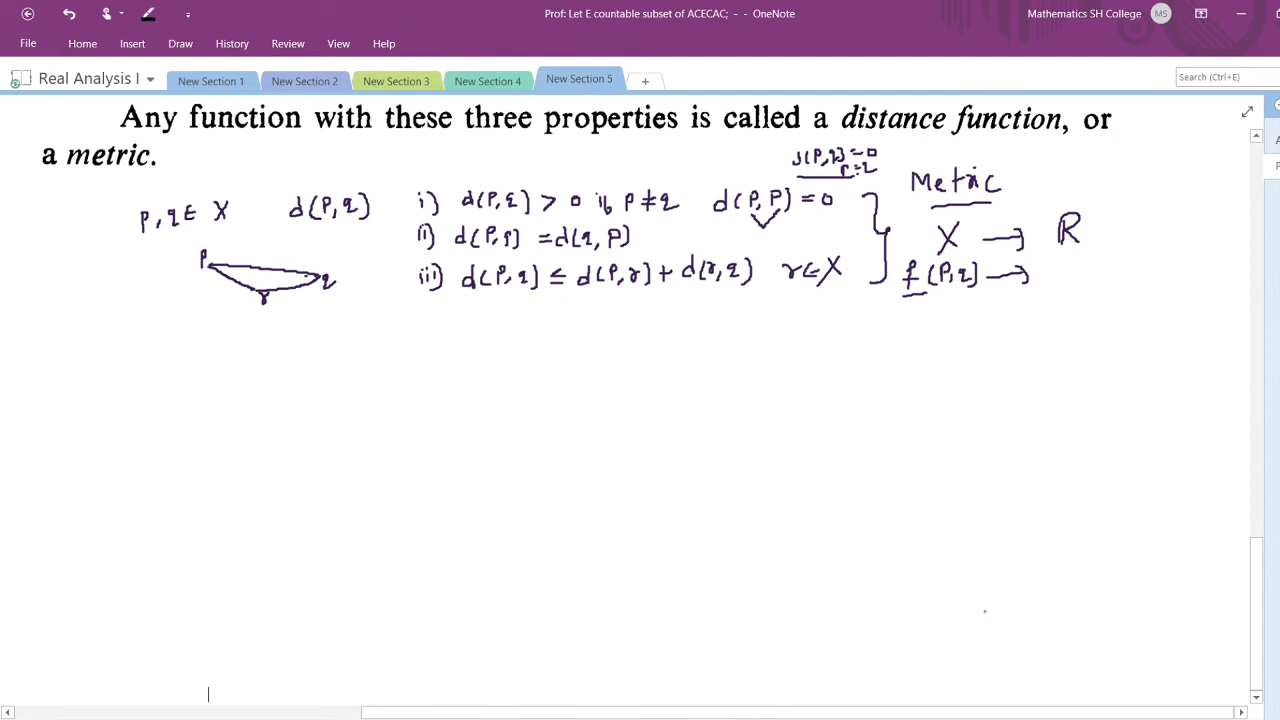 Prof: Let E countable subset of ACECAC; - - OneNote
Mathematics SH College MS
File Home Insert Draw History Review View Help
Real Analysis I New Section 1 New Section 2 New Section 3 New Section 4 New Section 5 + Search (Ctrl+E)
Any function with these three properties is called a distance function, or
a metric.
d(P,q)=0
P=q
Metric
p, q ∈ X d(P, q) i) d(P, q) > 0 if P ≠ q d(P, P) = 0
ii) d(P, q) = d(q, P) X → ℝ
iii) d(P, q) ≤ d(P, r) + d(r, q) r ∈ X f(P, q) →
P
q
r